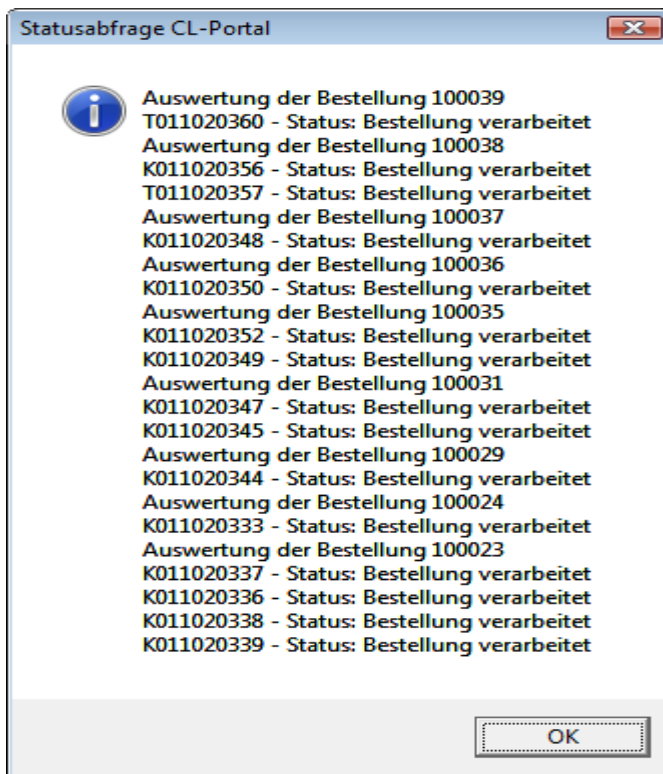 Statusabfrage CL-Portal
Auswertung der Bestellung 100039
T011020360 - Status: Bestellung verarbeitet
Auswertung der Bestellung 100038
K011020356 - Status: Bestellung verarbeitet
T011020357 - Status: Bestellung verarbeitet
Auswertung der Bestellung 100037
K011020348 - Status: Bestellung verarbeitet
Auswertung der Bestellung 100036
K011020350 - Status: Bestellung verarbeitet
Auswertung der Bestellung 100035
K011020352 - Status: Bestellung verarbeitet
K011020349 - Status: Bestellung verarbeitet
Auswertung der Bestellung 100031
K011020347 - Status: Bestellung verarbeitet
K011020345 - Status: Bestellung verarbeitet
Auswertung der Bestellung 100029
K011020344 - Status: Bestellung verarbeitet
Auswertung der Bestellung 100024
K011020333 - Status: Bestellung verarbeitet
Auswertung der Bestellung 100023
K011020337 - Status: Bestellung verarbeitet
K011020336 - Status: Bestellung verarbeitet
K011020338 - Status: Bestellung verarbeitet
K011020339 - Status: Bestellung verarbeitet
OK